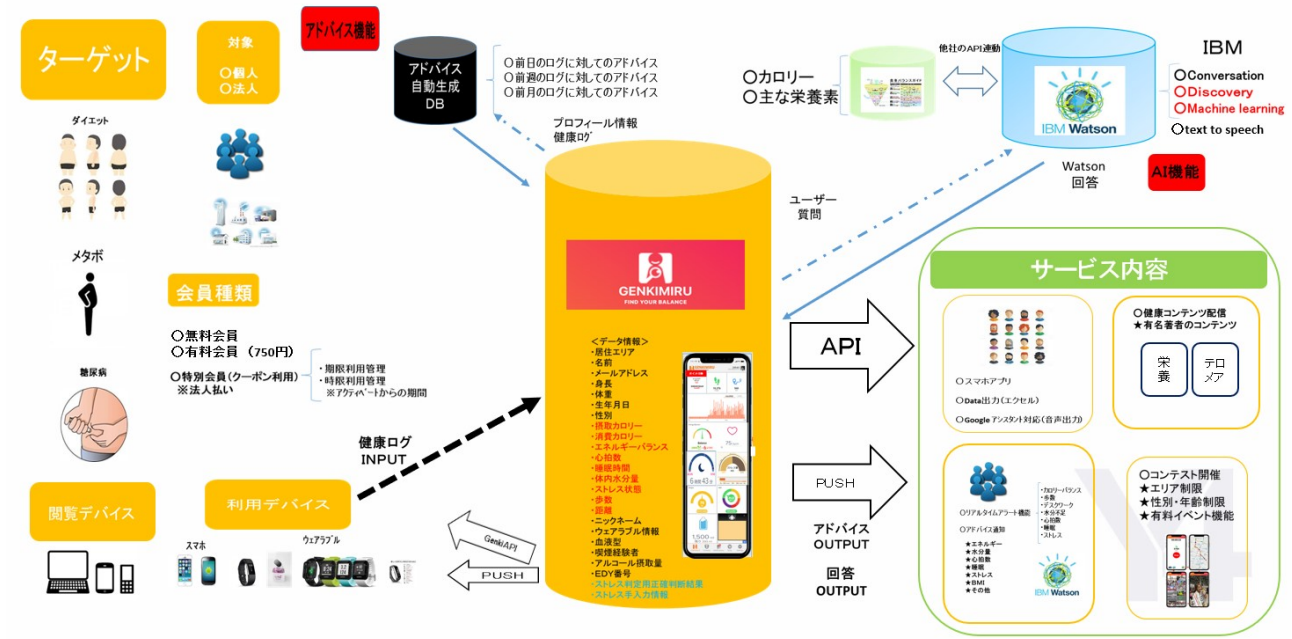 ターゲット
対象
○個人
○法人
アドバイス機能
アドバイス
自動生成
DB
○前日のログに対してのアドバイス
○前週のログに対してのアドバイス
○前月のログに対してのアドバイス
プロフィール情報
健康ログ
他社のAPI連動
○カロリー
○主な栄養素
IBM Watson
IBM
○Conversation
○Discovery
○Machine learning
○text to speech
AI機能
Watson
回答
ユーザー
質問
ダイエット
メタボ
糖尿病
会員種類
○無料会員
○有料会員 (750円)
○特別会員(クーポン利用)
※法人払い
・期限利用管理
・時限利用管理
※アクティベートからの期間
健康ログ
INPUT
閲覧デバイス
利用デバイス
スマホ
ウェアラブル
GenkiAPI
PUSH
GENKIMIRU
FIND YOUR BALANCE
＜データ情報＞
・居住エリア
・名前
・メールアドレス
・身長
・体重
・生年月日
・性別
・摂取カロリー
・消費カロリー
・エネルギーバランス
・心拍数
・睡眠時間
・体内水分量
・ストレス状態
・歩数
・距離
・ニックネーム
・ウェアラブル情報
・血液型
・喫煙経験者
・アルコール摂取量
・EDY番号
・ストレス判定用正確判断結果
・ストレス手入力情報
API
PUSH
アドバイス
OUTPUT
回答
OUTPUT
サービス内容
○スマホアプリ
○Data出力(エクセル)
○Google アシスタント対応(音声出力)
○健康コンテンツ配信
★有名著者のコンテンツ
栄養
テロメア
・カロリーバランス
・歩数
・デスクワーク
・水分不足
・心拍数
・睡眠
・ストレス
○リアルタイムアラート機能
○アドバイス通知
★エネルギー
★水分量
★心拍数
★睡眠
★ストレス
★BMI
★その他
IBM Watson
○コンテスト開催
★エリア制限
★性別・年齢制限
★有料イベント機能